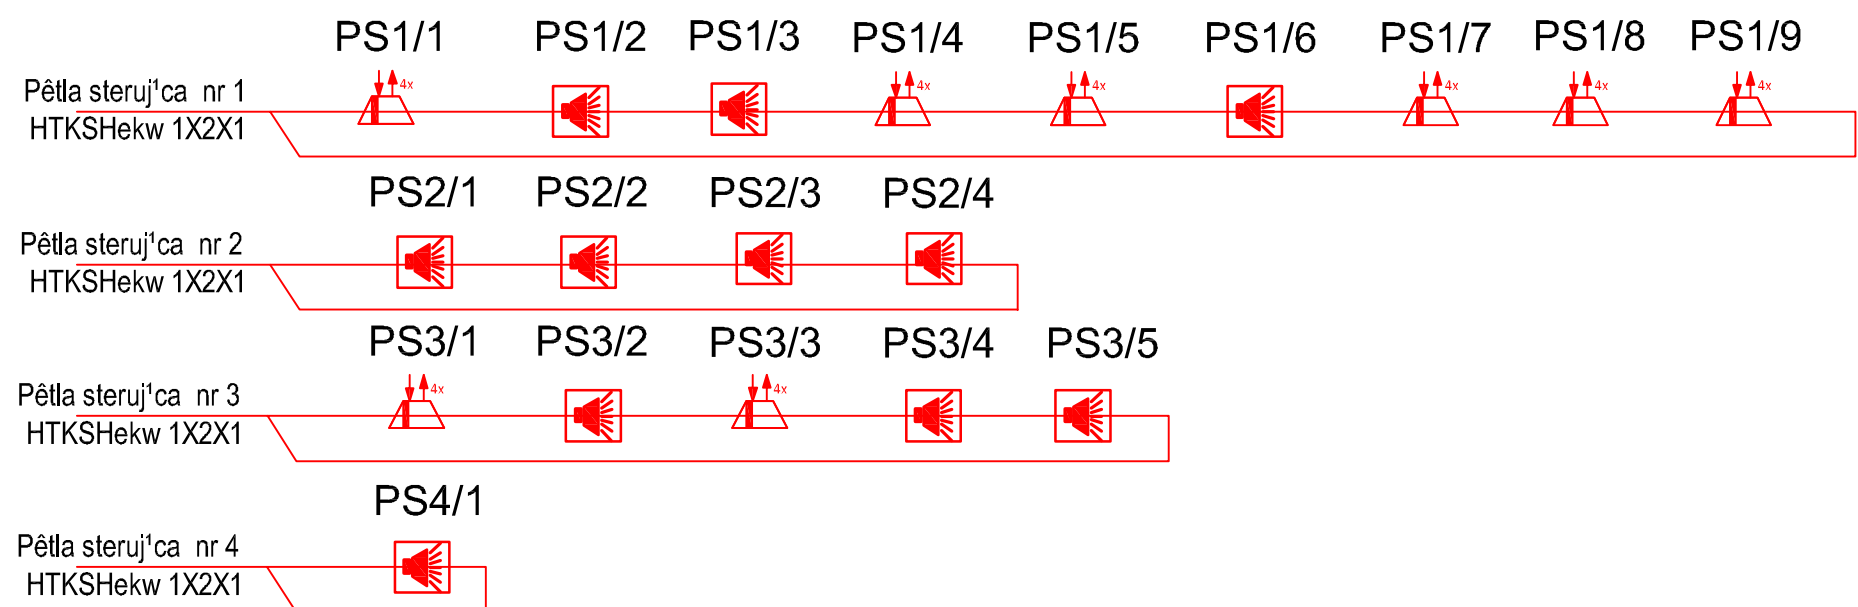 PS1/1 PS1/2 PS1/3 PS1/4 PS1/5 PS1/6 PS1/7 PS1/8 PS1/9
4x 4x 4x 4x 4x 4x
Pêtla steruj¹ca nr 1
HTKSHekw 1X2X1
PS2/1 PS2/2 PS2/3 PS2/4
Pêtla steruj¹ca nr 2
HTKSHekw 1X2X1
PS3/1 PS3/2 PS3/3 PS3/4 PS3/5
4x 4x
Pêtla steruj¹ca nr 3
HTKSHekw 1X2X1
PS4/1
Pêtla steruj¹ca nr 4
HTKSHekw 1X2X1